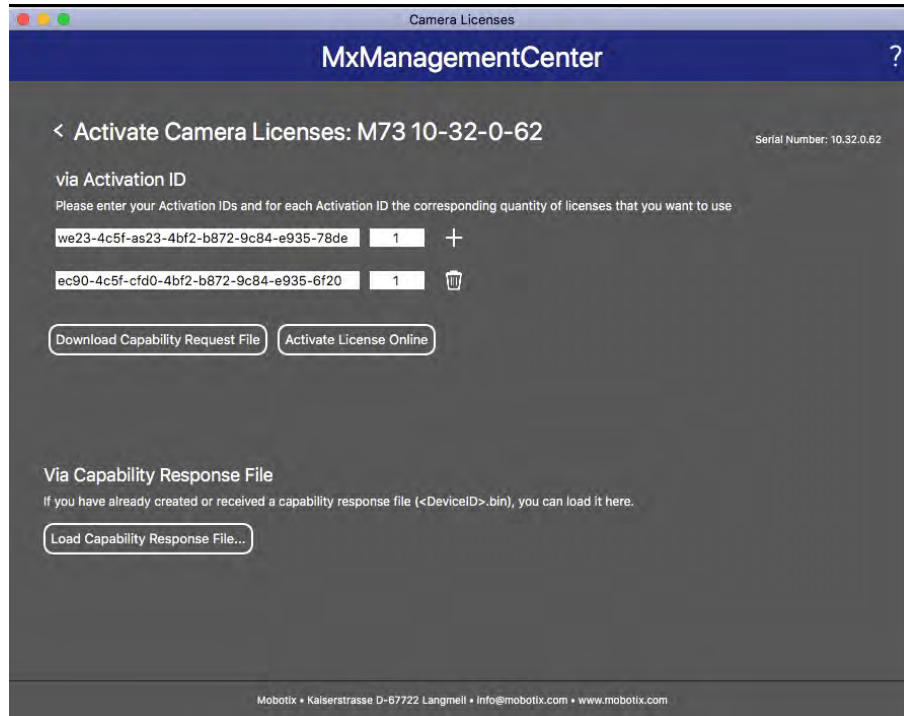 Camera Licenses
MxManagementCenter
?
< Activate Camera Licenses: M73 10-32-0-62
Serial Number: 10.32.0.62
via Activation ID
Please enter your Activation IDs and for each Activation ID the corresponding quantity of licenses that you want to use
we23-4c5f-as23-4bf2-b872-9c84-e935-78de 1 +
ec90-4c5f-cfd0-4bf2-b872-9c84-e935-6f20 1
Download Capability Request File Activate License Online
Via Capability Response File
If you have already created or received a capability response file (<DeviceID>.bin), you can load it here.
Load Capability Response File...
Mobotix • Kaiserstrasse D-67722 Langmeil • info@mobotix.com • www.mobotix.com